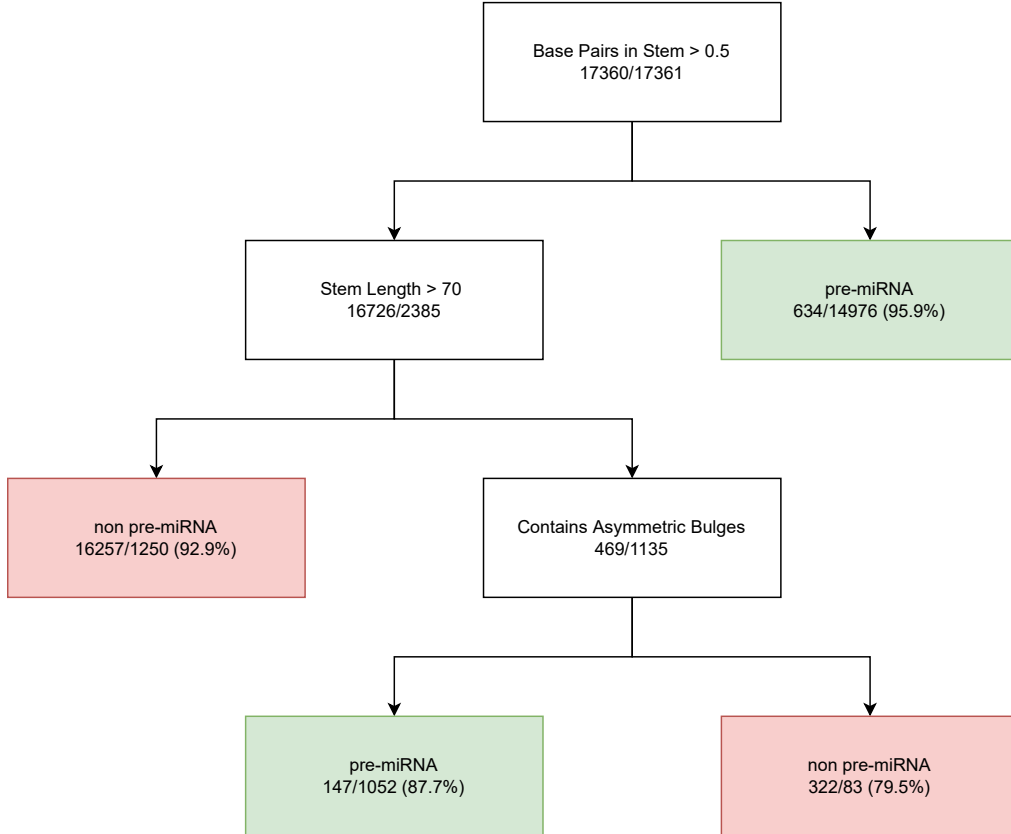 Base Pairs in Stem > 0.5
17360/17361
Stem Length > 70
16726/2385
pre-miRNA
634/14976 (95.9%)
non pre-miRNA
16257/1250 (92.9%)
Contains Asymmetric Bulges
469/1135
pre-miRNA
147/1052 (87.7%)
non pre-miRNA
322/83 (79.5%)